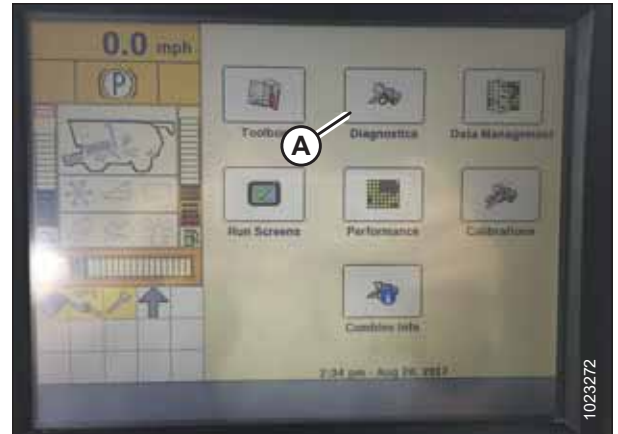 0.0 mph
(P)
Toolbox
A
Diagnostics
Data Management
Run Screens
Performance
Calibrations
R
Combine Info
2:34 pm - Aug 24, 2017
1023272